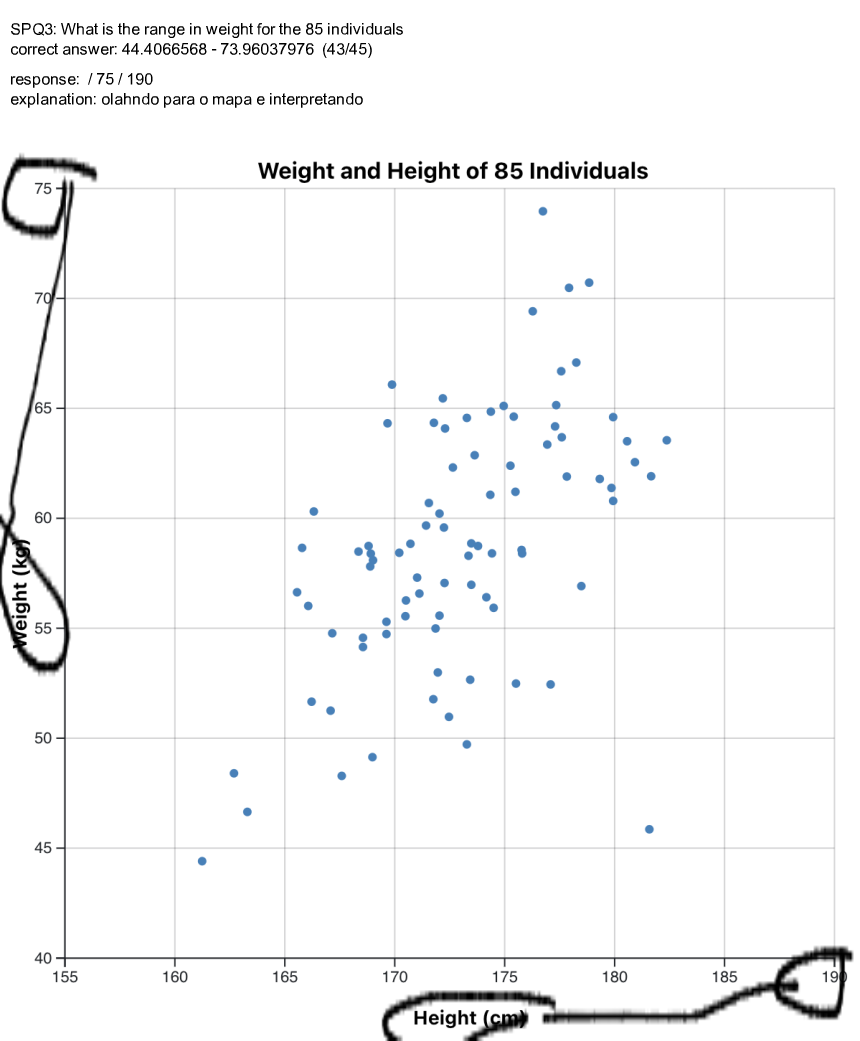 SPQ3: What is the range in weight for the 85 individuals
correct answer: 44.4066568 - 73.96037976 (43/45)
response: / 75 / 190
explanation: olahndo para o mapa e interpretando
Weight and Height of 85 Individuals
75
70
65
60
55
50
45
40
Weight (kg)
155 160 165 170 175 180 185 190
Height (cm)